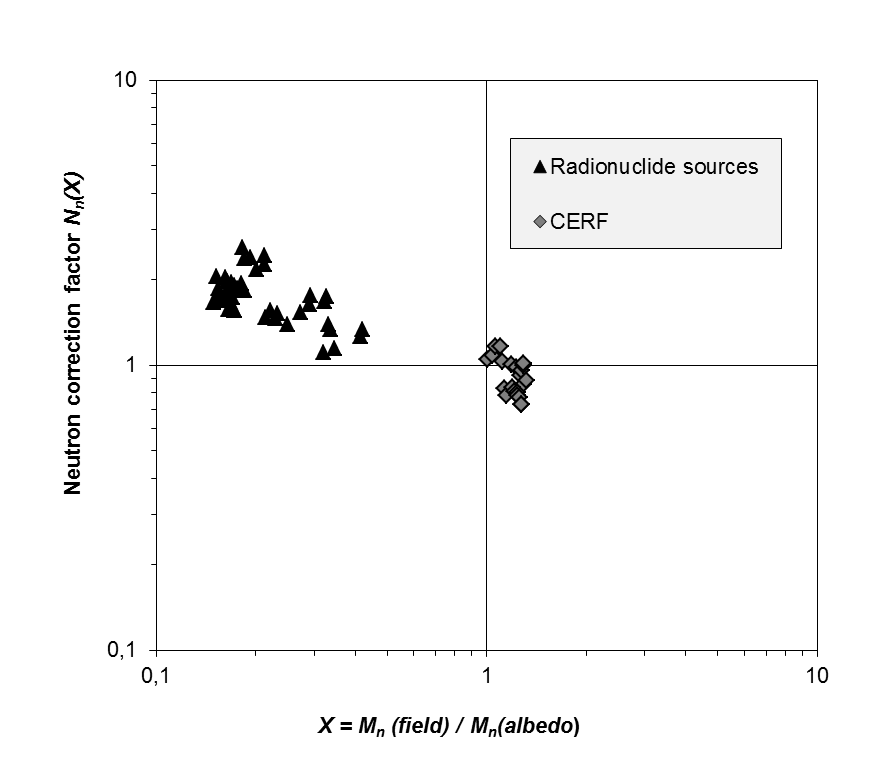 10
Radionuclide sources
CERF
Neutron correction factor Nn(X)
1
0,1
0,1
1
10
X = Mn (field) / Mn(albedo)